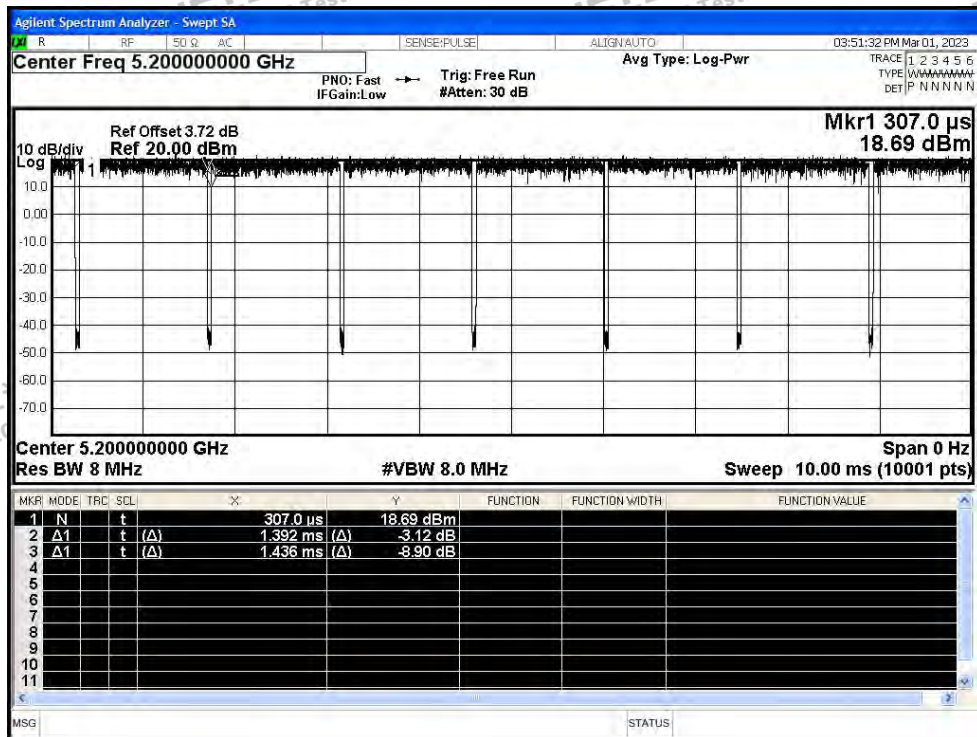 Agilent Spectrum Analyzer - Swept SA
LXI R RF 50 Ω AC SENSE:PULSE ALIGNAUTO 03:51:32 PM Mar 01, 2023
Center Freq 5.200000000 GHz
PNO: Fast
IFGain:Low
Trig: Free Run
#Atten: 30 dB
Avg Type: Log-Pwr
TRACE 1 2 3 4 5 6
TYPE WWWWWW
DET P N N N N N
Mkr1 307.0 µs
18.69 dBm
Ref Offset 3.72 dB
10 dB/div Ref 20.00 dBm
Log
1
10.0
0.00
-10.0
-20.0
-30.0
-40.0
-50.0
-60.0
-70.0
Center 5.200000000 GHz Span 0 Hz
Res BW 8 MHz #VBW 8.0 MHz Sweep 10.00 ms (10001 pts)
MKR MODE TRC SCL X Y FUNCTION FUNCTION WIDTH FUNCTION VALUE
1 N t 307.0 µs 18.69 dBm
2 Δ1 t (Δ) 1.392 ms (Δ) -3.12 dB
3 Δ1 t (Δ) 1.436 ms (Δ) -8.90 dB
4
5
6
7
8
9
10
11
MSG STATUS